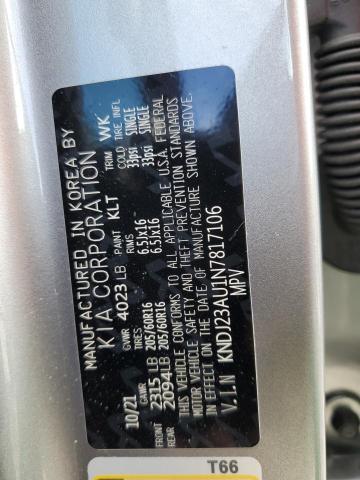 MANUFACTURED IN KOREA BY
KIA CORPORATION
10/21 GVWR 4023 LB PAINT KLT TRIM WK
GAWR TIRES RIMS COLD TIRE INFL
2315 LB 205/60R16 6.5Jx16 33psi SINGLE
REAR 2094LB 205/60R16 6.5Jx16 33psi SINGLE
THIS VEHICLE CONFORMS TO ALL APPLICABLE U.S.A. FEDERAL
MOTOR VEHICLE SAFETY AND THEFT PREVENTION STANDARDS
IN EFFECT ON THE DATE OF MANUFACTURE SHOWN ABOVE.
V.I.N KNDJ23AU1N7817106
MPV
T66